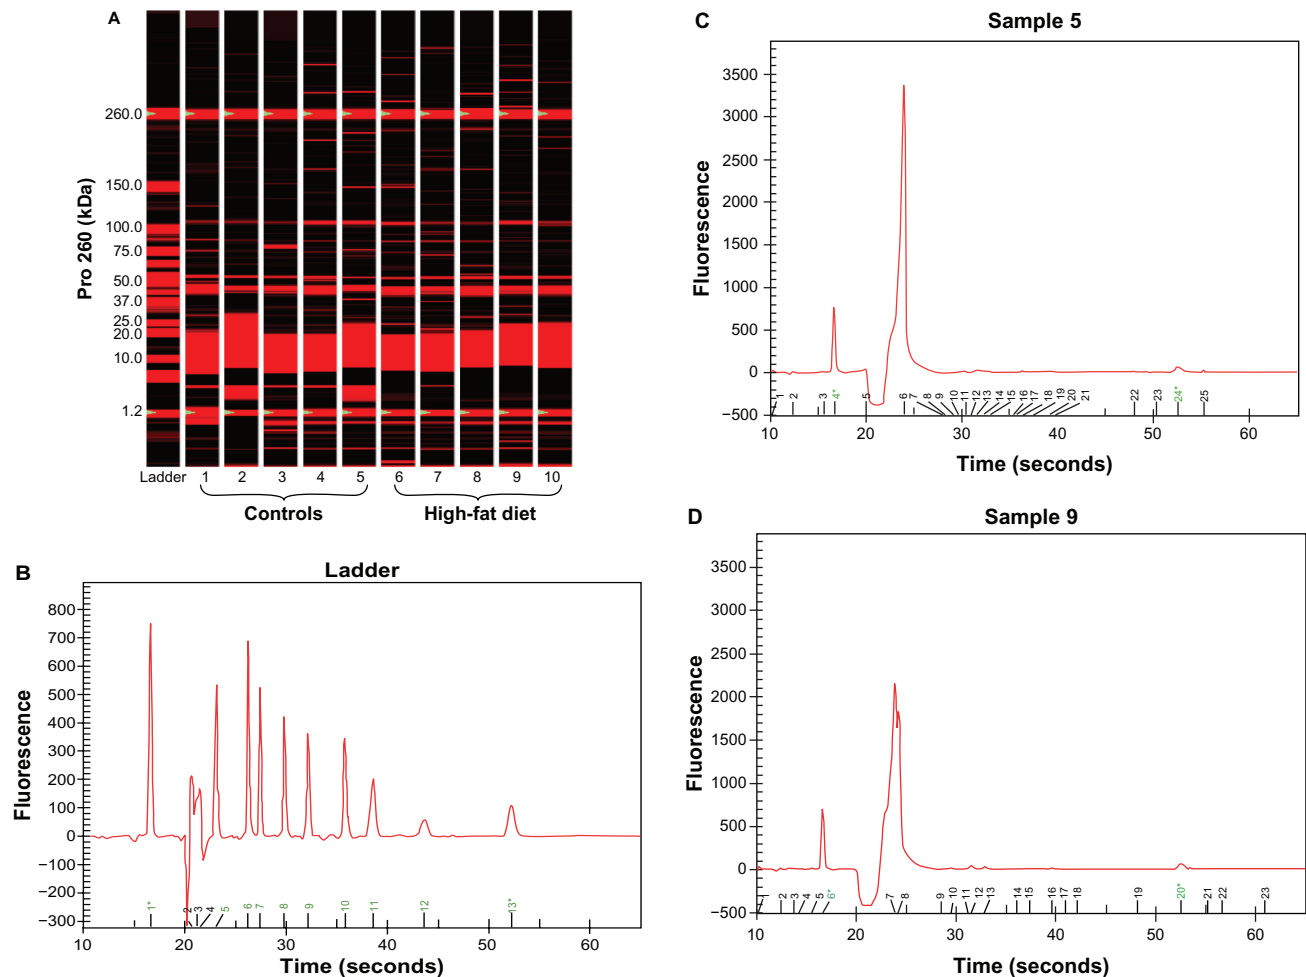 A
Pro 260 (kDa)
260.0
150.0
100.0
75.0
50.0
37.0
25.0
20.0
10.0
1.2
Ladder 1 2 3 4 5 6 7 8 9 10
Controls High-fat diet
B
Ladder
Fluorescence
800
700
600
500
400
300
200
100
0
−100
−200
−300
1* 2 3 4 5 6 7 8 9 10 11 12 13*
10 20 30 40 50 60
Time (seconds)
C
Sample 5
Fluorescence
3500
3000
2500
2000
1500
1000
500
0
−500
1 2 3 4* 5 6 7 8 9 10 11 12 13 14 15 16 17 18 19 20 21 22 23 24* 25
10 20 30 40 50 60
Time (seconds)
D
Sample 9
Fluorescence
3500
3000
2500
2000
1500
1000
500
0
−500
1 2 3 4 5 6* 7 8 9 10 11 12 13 14 15 16 17 18 19 20* 21 22 23
10 20 30 40 50 60
Time (seconds)